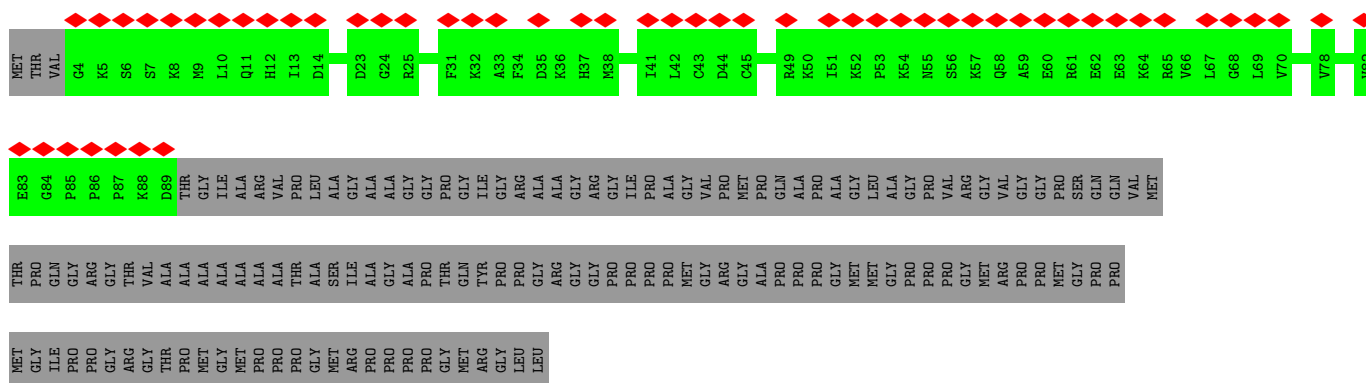 MET THR VAL G4 K5 S6 S7 K8 M9 L10 Q11 H12 I13 D14 D23 G24 R25 F31 K32 A33 F34 D35 K36 H37 M38 I41 L42 C43 D44 C45 R49 K50 I51 K52 P53 K54 N55 S56 K57 Q58 A59 E60 R61 E62 E63 K64 R65 V66 L67 G68 L69 V70 V78
E83 G84 P85 P86 P87 K88 D89 THR GLY ILE ALA ARG VAL PRO LEU ALA GLY ALA ALA GLY GLY PRO GLY ILE GLY ARG ALA ALA GLY ARG GLY ILE PRO ALA GLY VAL PRO MET PRO GLN ALA PRO ALA GLY LEU ALA GLY PRO VAL ARG GLY VAL GLY GLY PRO SER GLN GLN VAL MET
THR PRO GLN GLY ARG GLY THR VAL ALA ALA ALA ALA ALA ALA ALA THR ALA SER ILE ALA GLY ALA PRO THR GLN TYR PRO PRO GLY ARG GLY GLY PRO PRO PRO PRO MET GLY ARG GLY ALA PRO PRO PRO GLY MET MET GLY PRO PRO PRO GLY MET ARG PRO PRO MET GLY PRO PRO
MET GLY ILE PRO PRO GLY ARG GLY THR PRO MET GLY MET PRO PRO PRO GLY MET ARG PRO PRO PRO PRO GLY MET ARG GLY LEU LEU